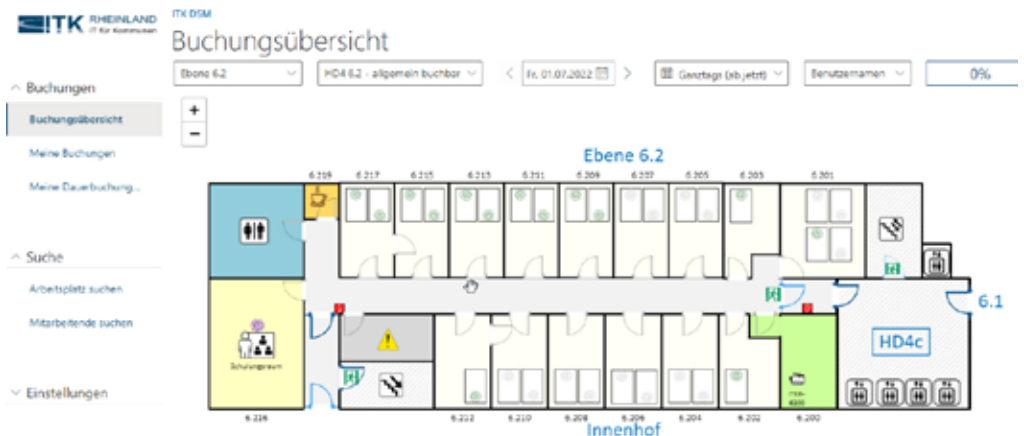 ITK RHEINLAND
IT für Kommunen
ITK DSM
Buchungsübersicht
Ebene 6.2
HD4 6.2 - allgemein buchbar
Fr. 01.07.2022
Ganztags (ab jetzt)
Benutzernamen
0%
Buchungen
Buchungsübersicht
Meine Buchungen
Meine Dauerbuchung...
Suche
Arbeitsplatz suchen
Mitarbeitende suchen
Einstellungen
+
−
Ebene 6.2
6.219 6.217 6.215 6.213 6.211 6.209 6.207 6.205 6.203 6.201
6.1
HD4c
Schulungsraum
6.216 6.212 6.210 6.208 6.206 6.204 6.202 6.200
Innenhof